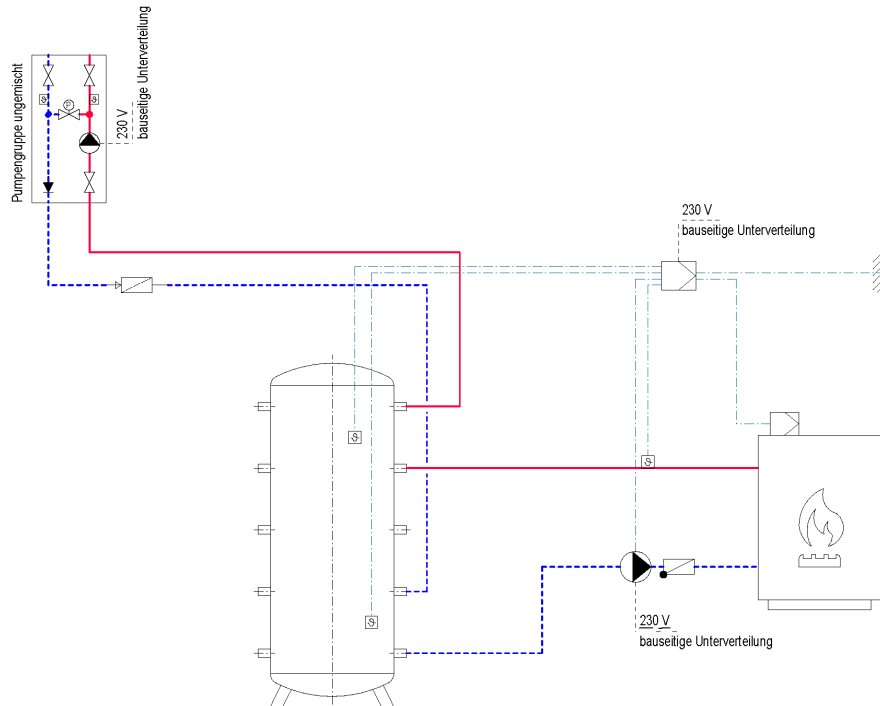 Pumpengruppe ungemischt
230 V
bauseitige Unterverteilung
P
ϑ
ϑ
230 V
bauseitige Unterverteilung
ϑ
ϑ
ϑ
230 V
bauseitige Unterverteilung